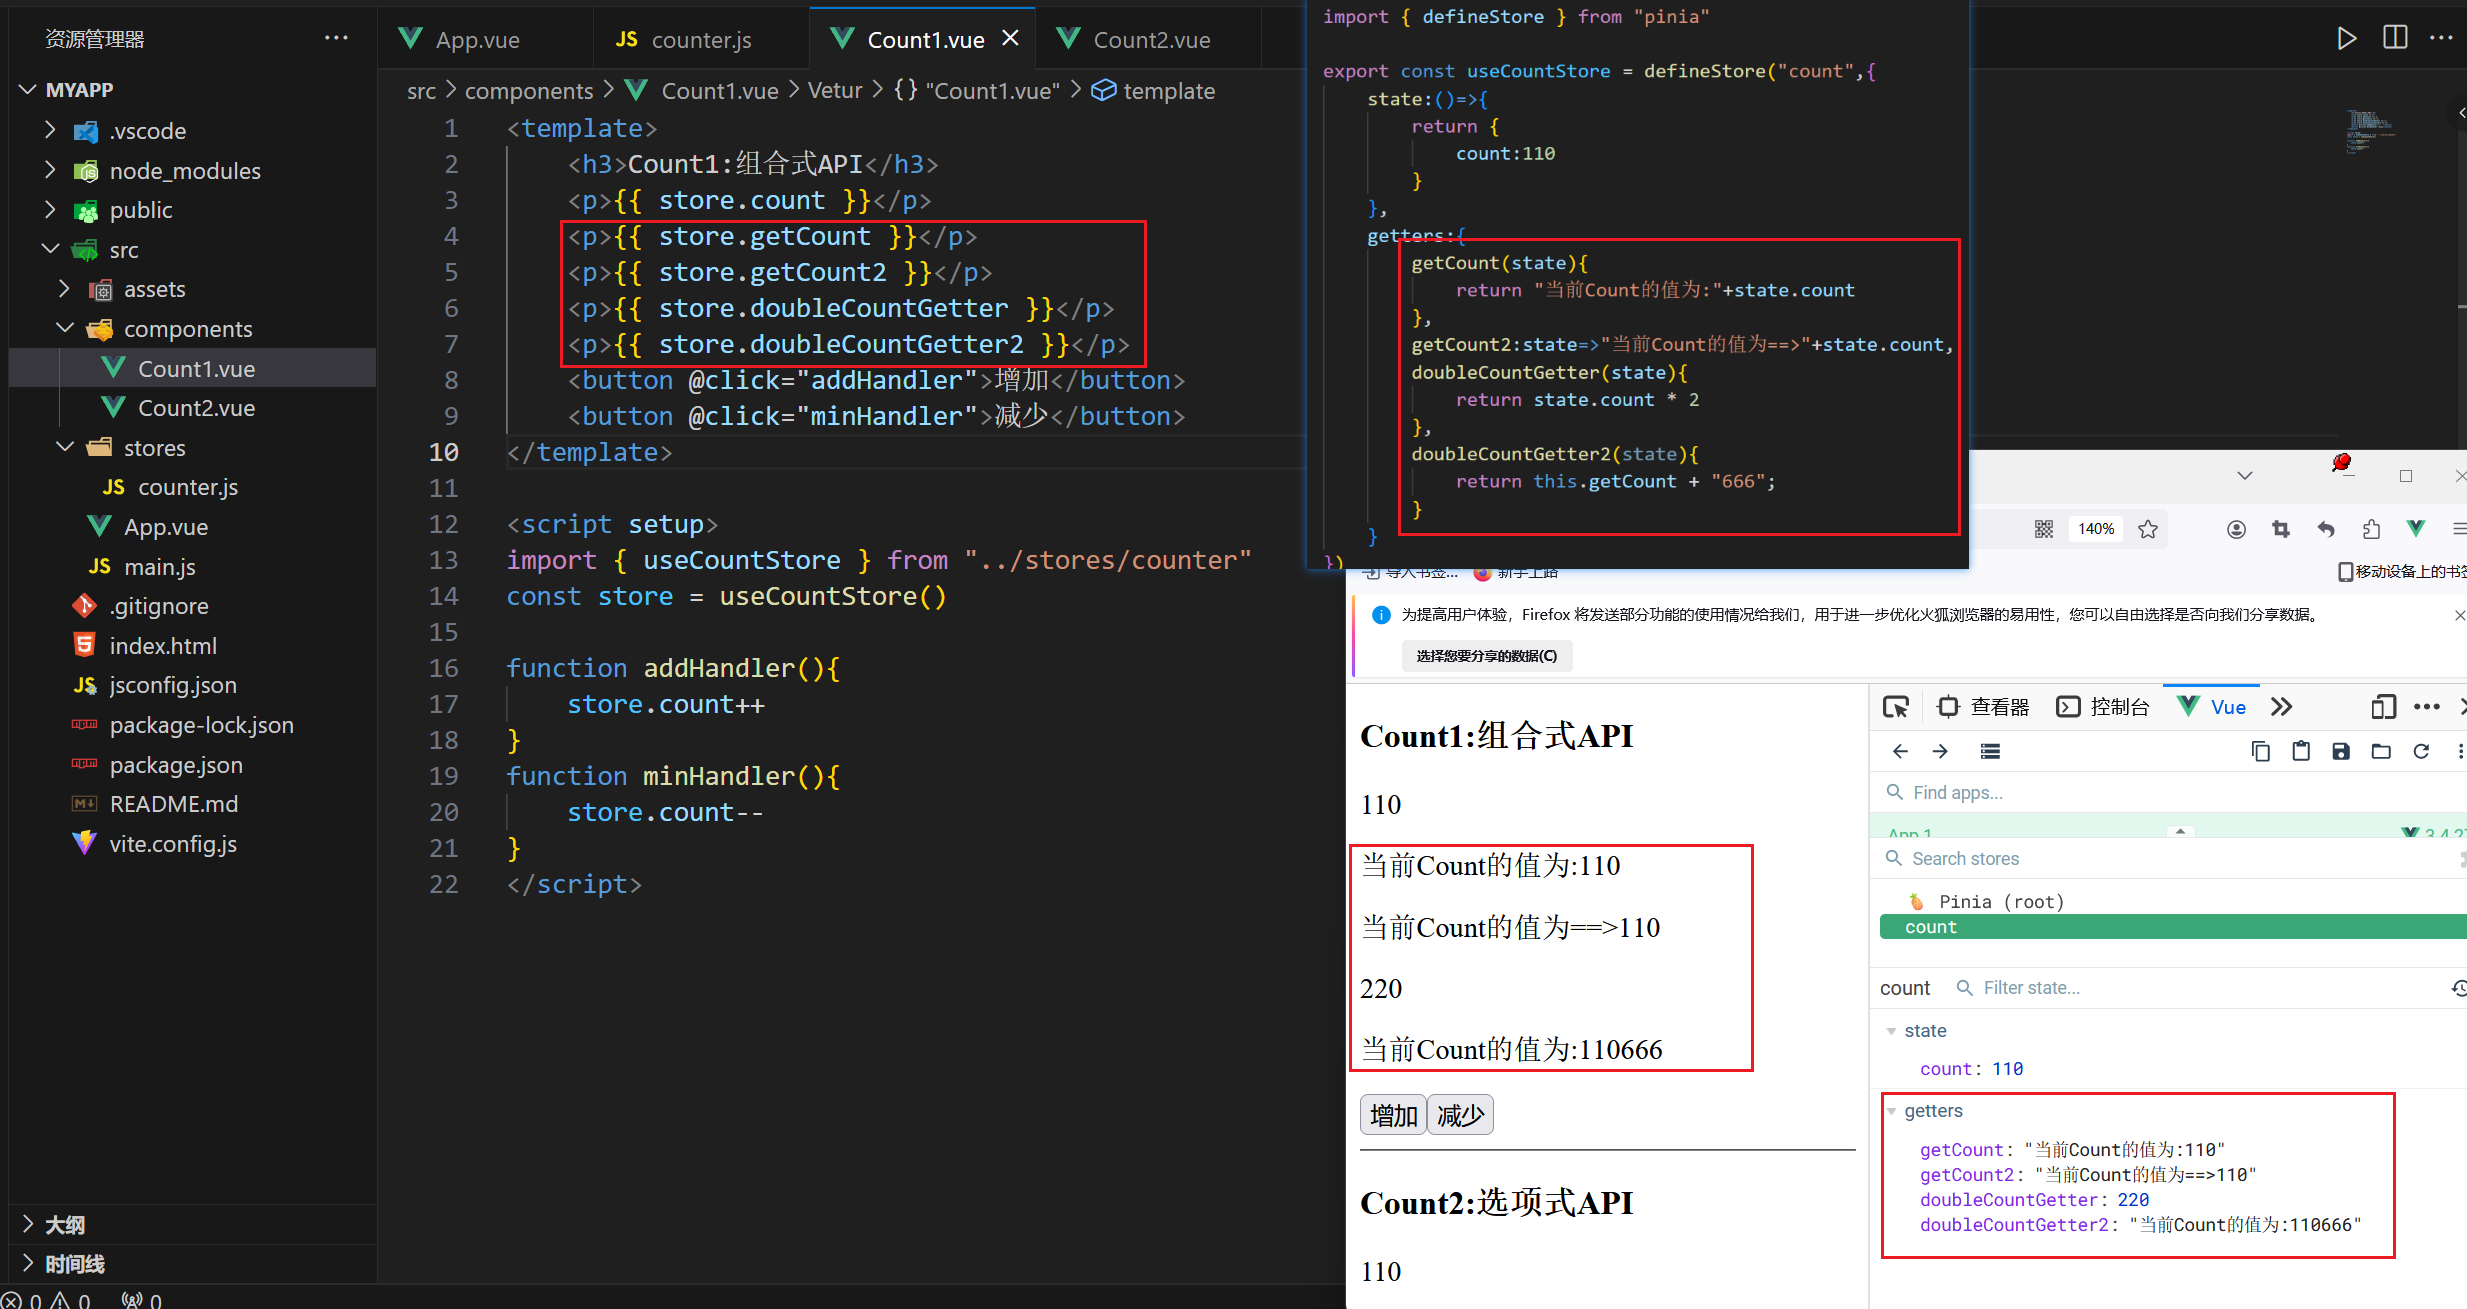 资源管理器
MYAPP
.vscode
node_modules
public
src
assets
components
Count1.vue
Count2.vue
stores
JS counter.js
App.vue
JS main.js
.gitignore
index.html
jsconfig.json
package-lock.json
package.json
README.md
vite.config.js
大纲
时间线
0 0 0
App.vue
JS counter.js
Count1.vue
Count2.vue
src > components > Count1.vue > Vetur > {} "Count1.vue" > template
1 <template>
2 <h3>Count1:组合式API</h3>
3 <p>{{ store.count }}</p>
4 <p>{{ store.getCount }}</p>
5 <p>{{ store.getCount2 }}</p>
6 <p>{{ store.doubleCountGetter }}</p>
7 <p>{{ store.doubleCountGetter2 }}</p>
8 <button @click="addHandler">增加</button>
9 <button @click="minHandler">减少</button>
10 </template>
11
12 <script setup>
13 import { useCountStore } from "../stores/counter"
14 const store = useCountStore()
15
16 function addHandler(){
17 store.count++
18 }
19 function minHandler(){
20 store.count--
21 }
22 </script>
import { defineStore } from "pinia"
export const useCountStore = defineStore("count",{
state:()=>{
return {
count:110
}
},
getters:{
getCount(state){
return "当前Count的值为:"+state.count
},
getCount2:state=>"当前Count的值为==>"+state.count,
doubleCountGetter(state){
return state.count * 2
},
doubleCountGetter2(state){
return this.getCount + "666";
}
}
})
140%
导入书签... 新手上路
移动设备上的书签
为提高用户体验，Firefox 将发送部分功能的使用情况给我们，用于进一步优化火狐浏览器的易用性，您可以自由选择是否向我们分享数据。
选择您要分享的数据(C)
Count1:组合式API
110
当前Count的值为:110
当前Count的值为==>110
220
当前Count的值为:110666
增加 减少
Count2:选项式API
110
查看器 控制台 Vue
Find apps...
App 1 3.4.27
Search stores
Pinia (root)
count
count Filter state...
state
count: 110
getters
getCount: "当前Count的值为:110"
getCount2: "当前Count的值为==>110"
doubleCountGetter: 220
doubleCountGetter2: "当前Count的值为:110666"